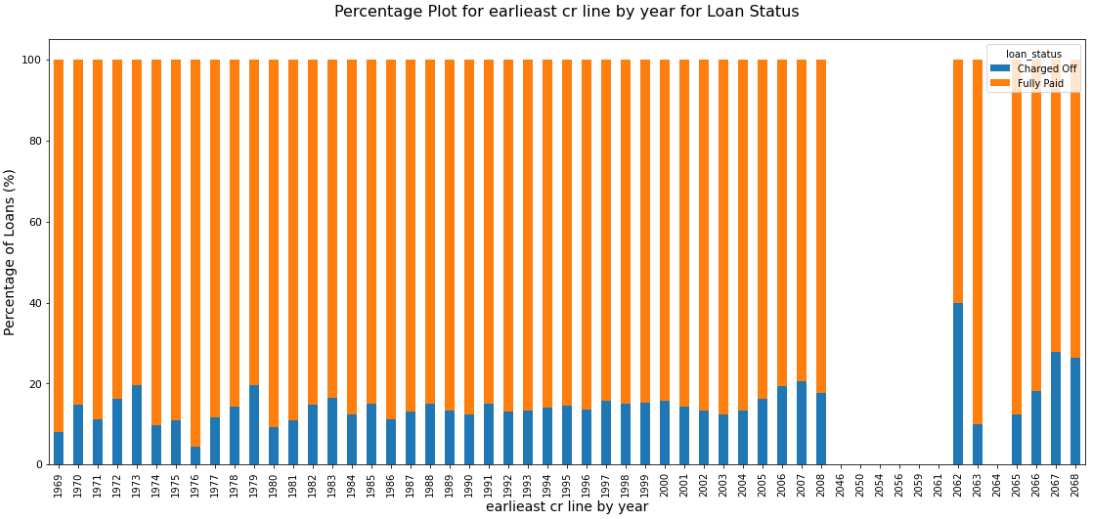 Percentage Plot for earlieast cr line by year for Loan Status
Percentage of Loans (%)
100
80
60
40
20
0
loan_status
Charged Off
Fully Paid
1969 1970 1971 1972 1973 1974 1975 1976 1977 1978 1979 1980 1981 1982 1983 1984 1985 1986 1987 1988 1989 1990 1991 1992 1993 1994 1995 1996 1997 1998 1999 2000 2001 2002 2003 2004 2005 2006 2007 2008 2046 2050 2054 2056 2059 2061 2062 2063 2064 2065 2066 2067 2068
earlieast cr line by year